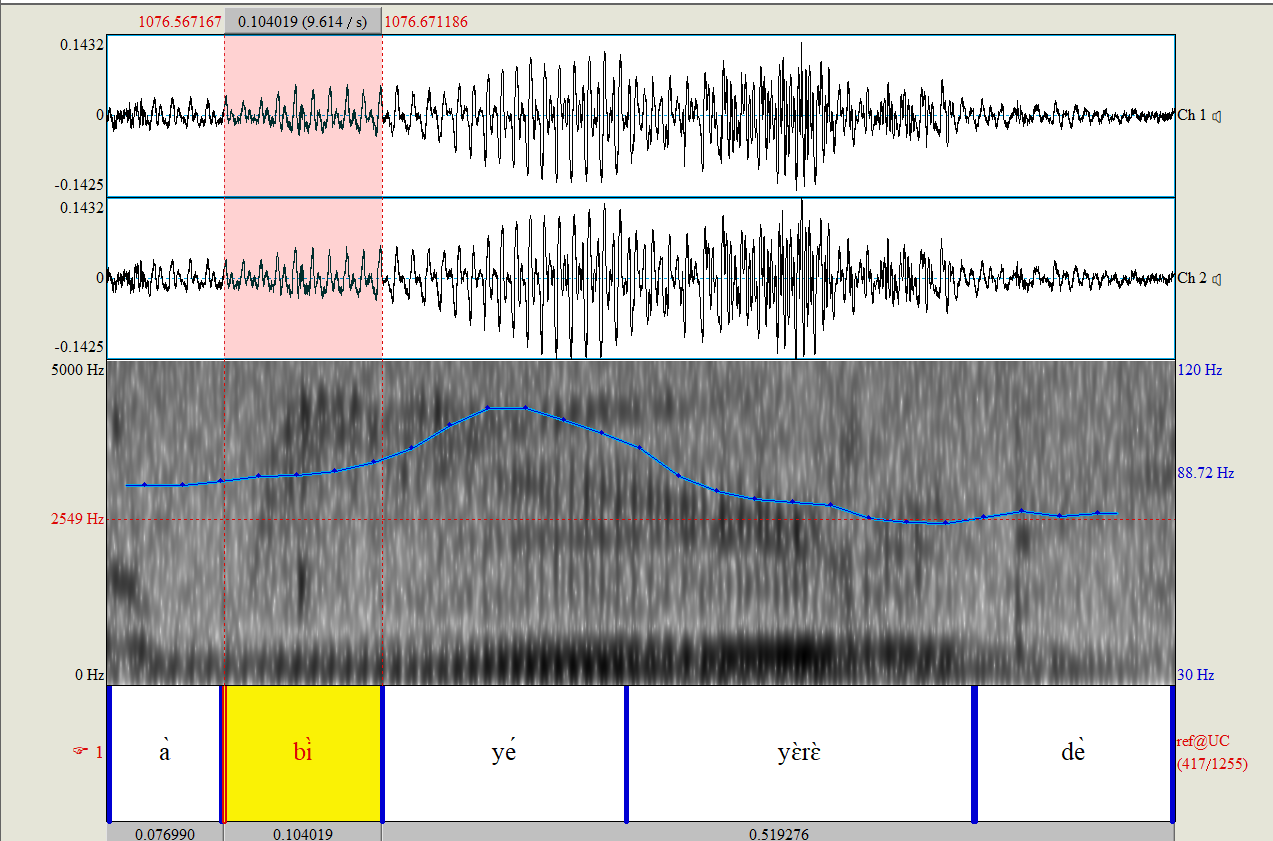 1076.567167 0.104019 (9.614 / s) 1076.671186
0.1432
0
-0.1425
Ch 1
0.1432
0
-0.1425
Ch 2
5000 Hz 120 Hz
88.72 Hz
2549 Hz
0 Hz 30 Hz
☞ 1 à bì yé yɛ̀rɛ̀ dè ref@UC
(417/1255)
0.076990 0.104019 0.519276